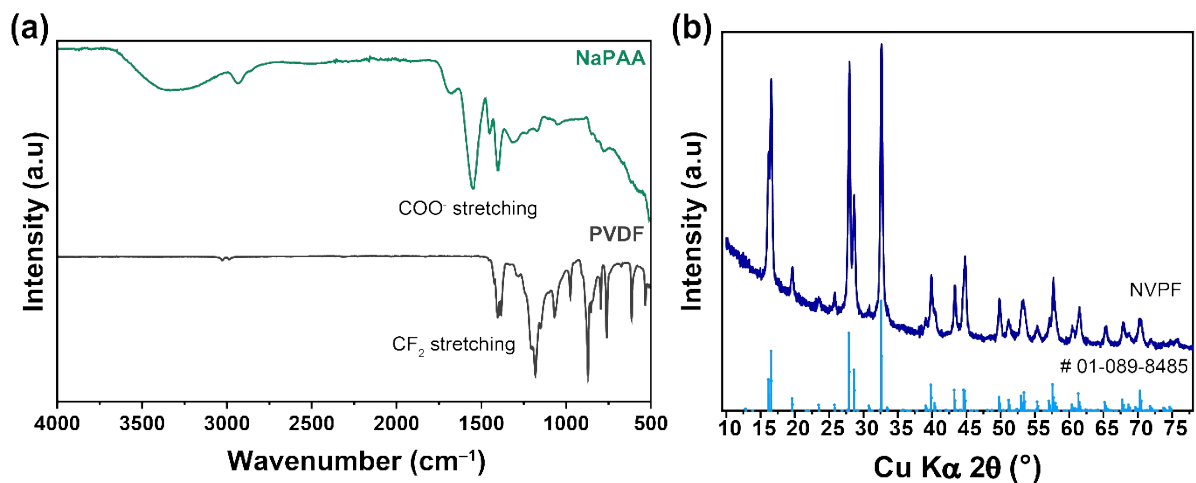 (a)
Intensity (a.u)
NaPAA
COO⁻ stretching
PVDF
CF₂ stretching
4000 3500 3000 2500 2000 1500 1000 500
Wavenumber (cm⁻¹)
(b)
Intensity (a.u)
NVPF
# 01-089-8485
10 15 20 25 30 35 40 45 50 55 60 65 70 75
Cu Kα 2θ (°)